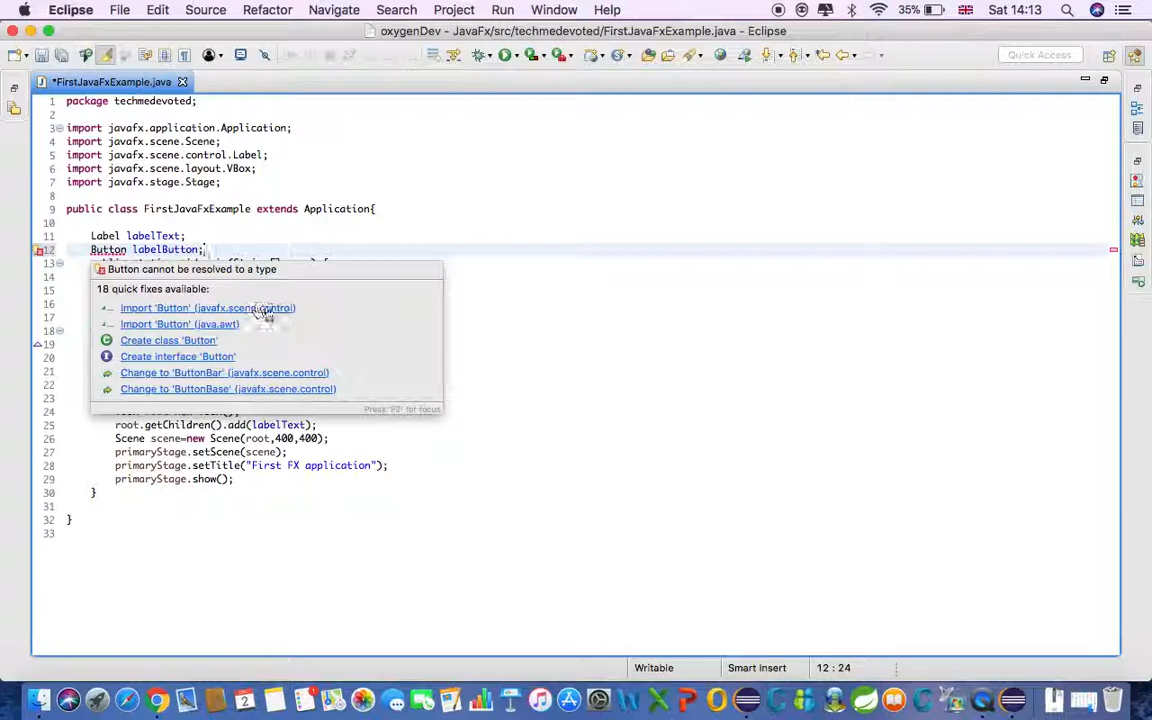 Eclipse File Edit Source Refactor Navigate Search Project Run Window Help 35% Sat 14:13
oxygenDev - JavaFx/src/techmedevoted/FirstJavaFxExample.java - Eclipse
Quick Access
*FirstJavaFxExample.java
1 package techmedevoted;
2
3 import javafx.application.Application;
4 import javafx.scene.Scene;
5 import javafx.scene.control.Label;
6 import javafx.scene.layout.VBox;
7 import javafx.stage.Stage;
8
9 public class FirstJavaFxExample extends Application{
10
11 Label labelText;
12 Button labelButton;
13
Button cannot be resolved to a type
14
18 quick fixes available:
15
16 Import 'Button' (javafx.scene.control)
17
Import 'Button' (java.awt)
18
19 Create class 'Button'
20 Create interface 'Button'
21 Change to 'ButtonBar' (javafx.scene.control)
22
Change to 'ButtonBase' (javafx.scene.control)
23
Press 'F2' for focus
24
25 root.getChildren().add(labelText);
26 Scene scene=new Scene(root,400,400);
27 primaryStage.setScene(scene);
28 primaryStage.setTitle("First FX application");
29 primaryStage.show();
30 }
31
32 }
33
Writable Smart Insert 12 : 24